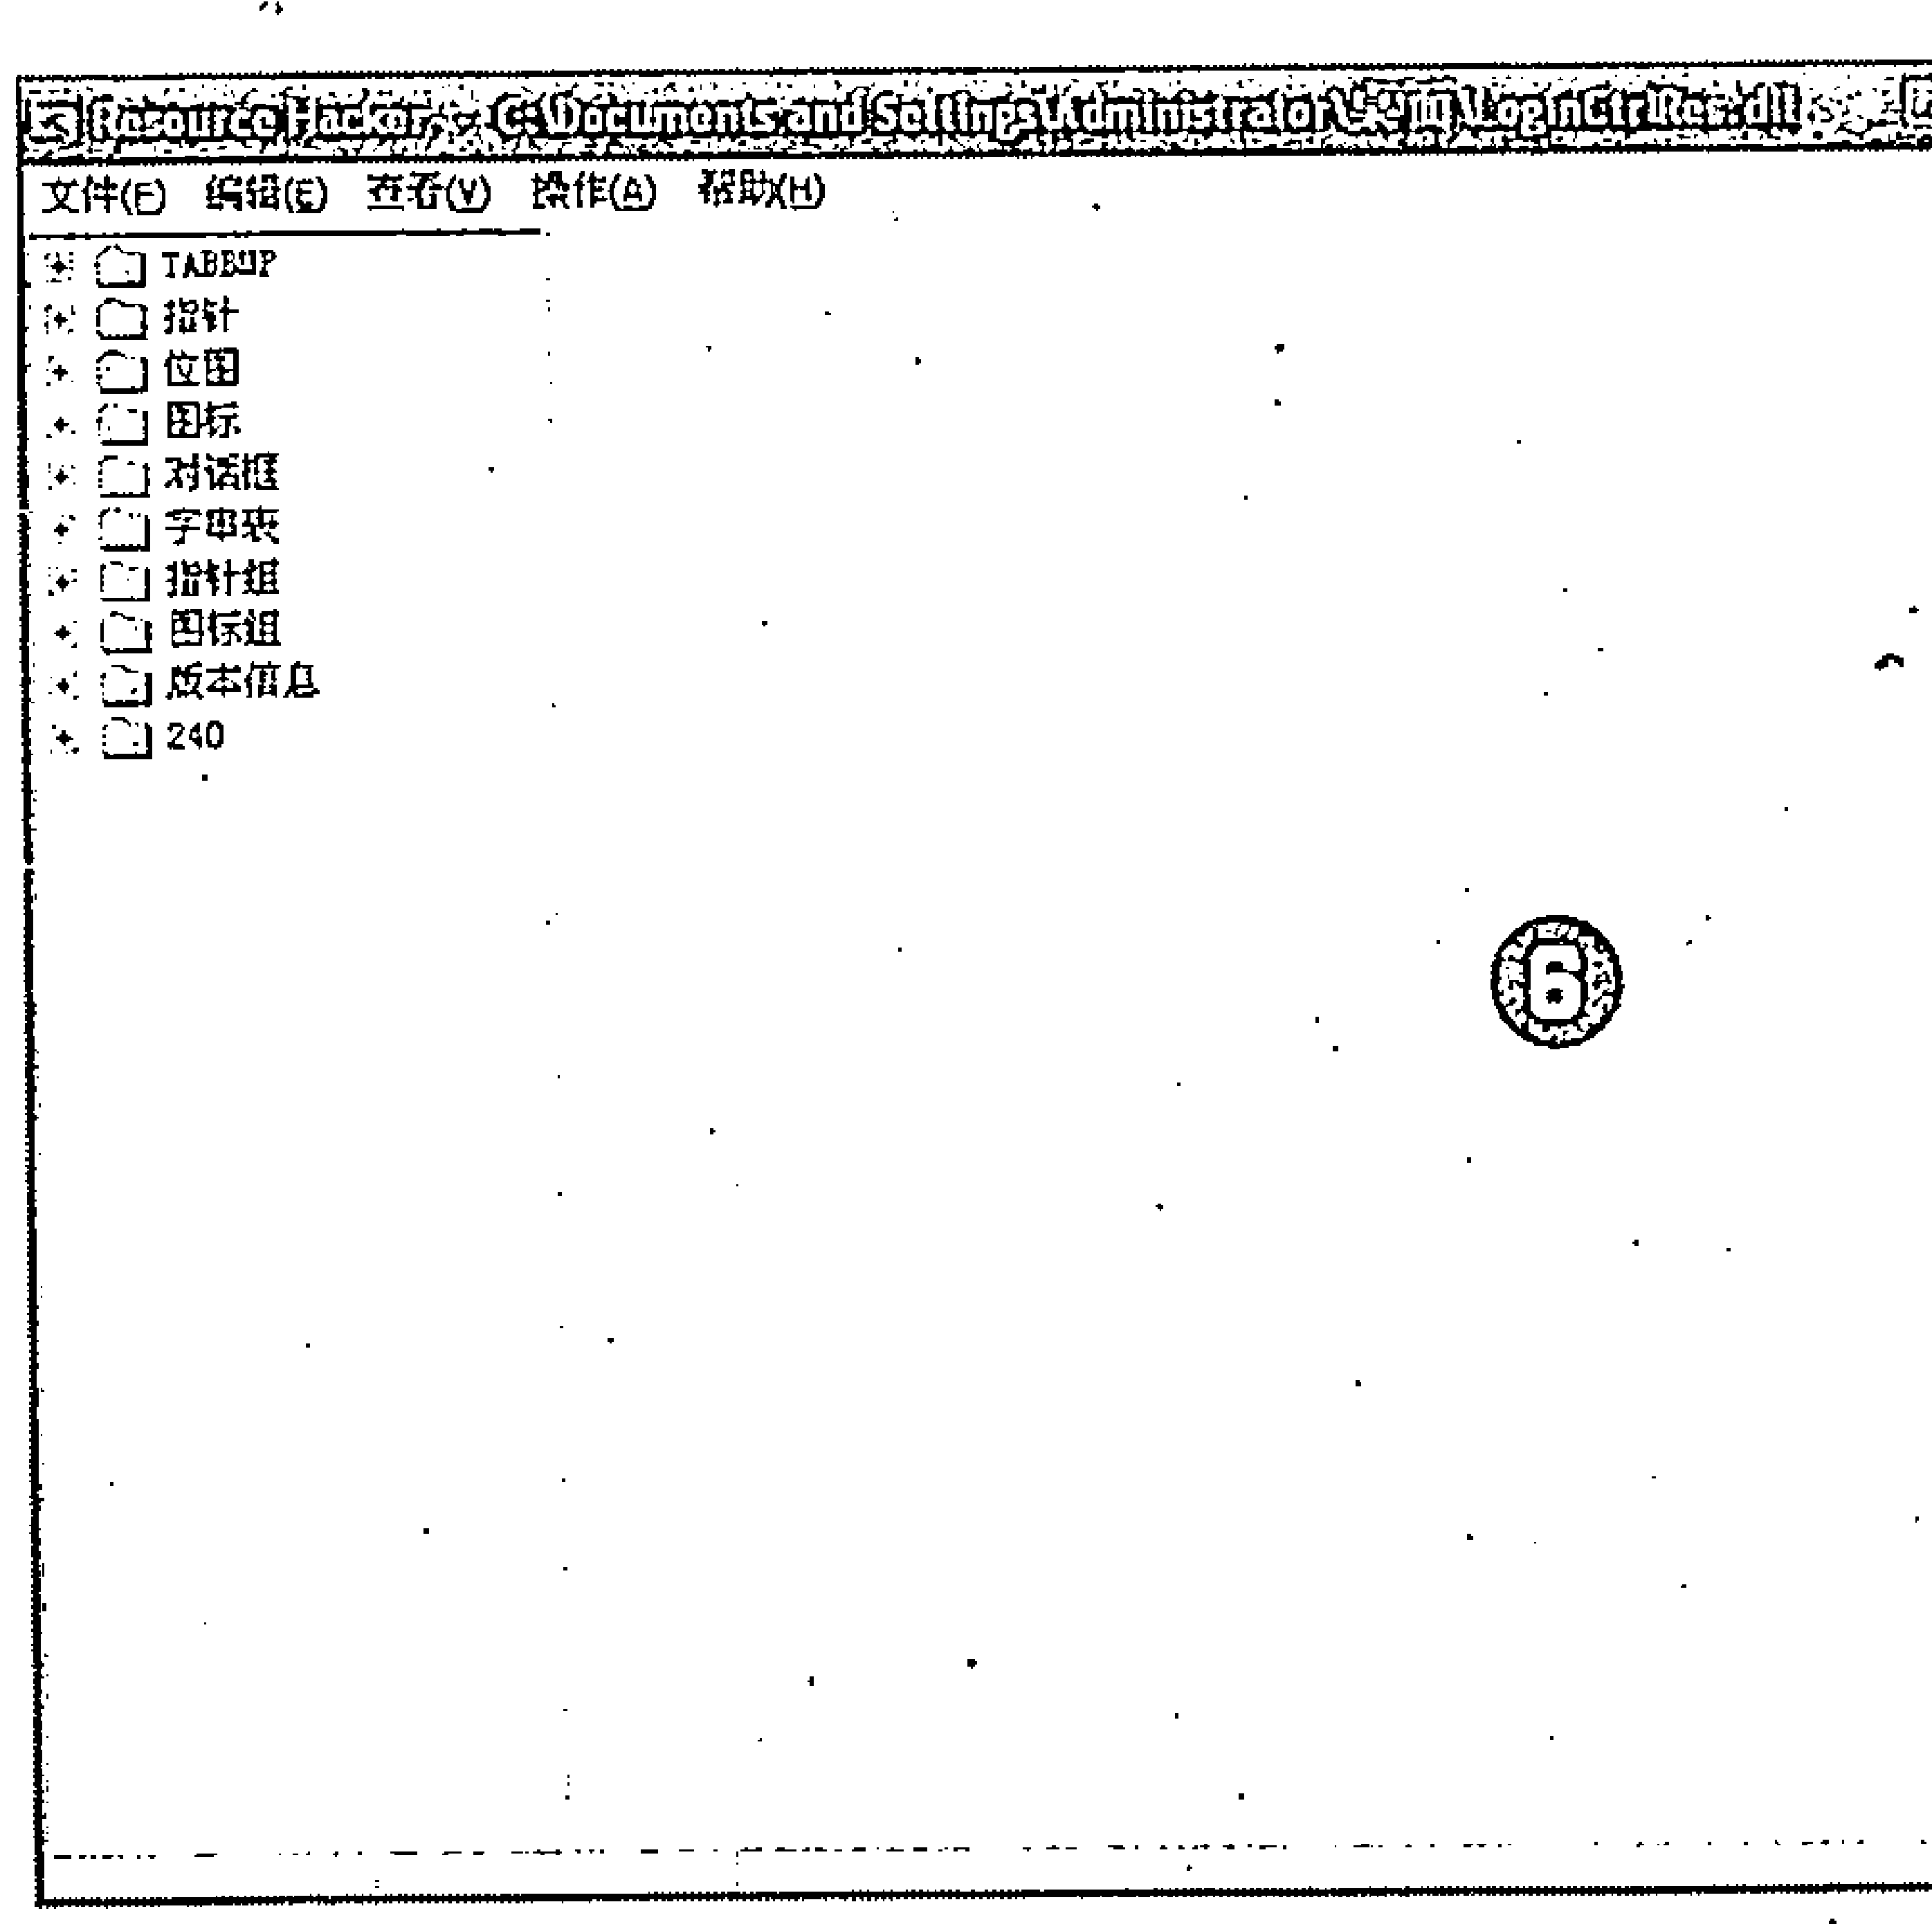 Resource Hacker - C:\Documents and Settings\Administrator\桌面\LoginCtrlRes.dll
文件(F) 编辑(E) 查看(V) 操作(A) 帮助(H)
TABBMP
指针
位图
图标
对话框
字串表
指针组
图标组
版本信息
240
6